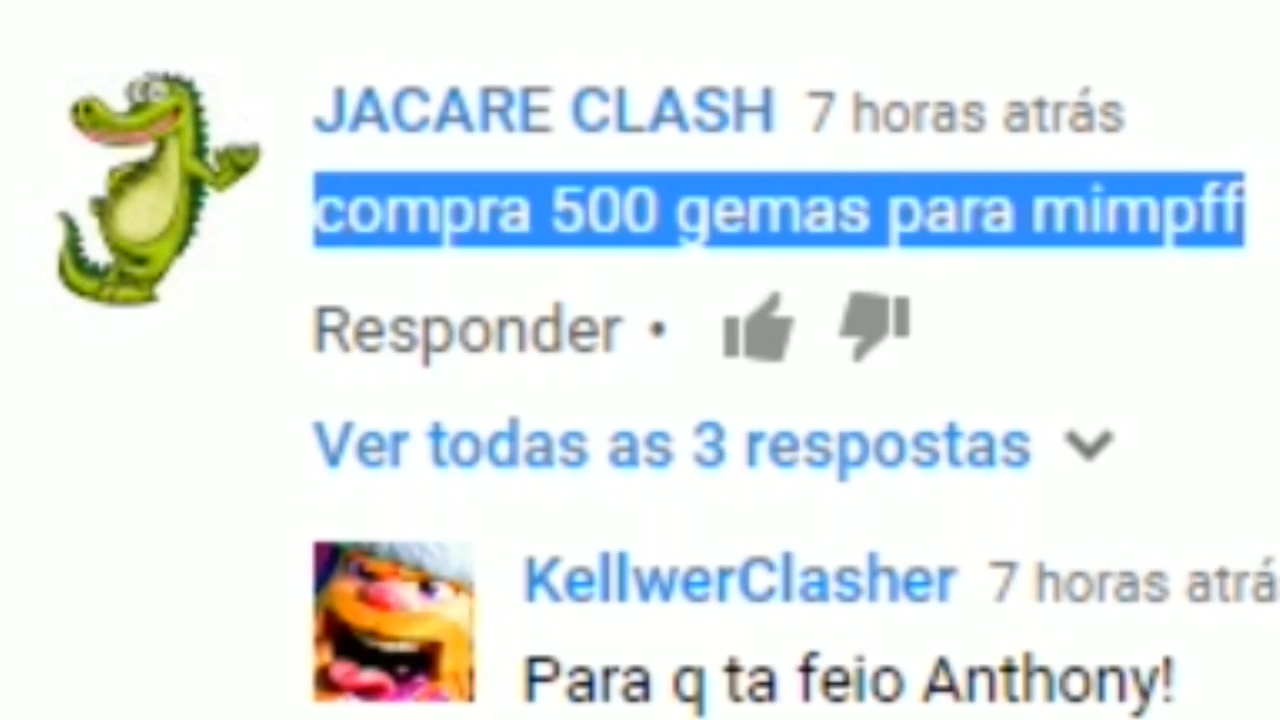 JACARE CLASH 7 horas atrás
compra 500 gemas para mimpff
Responder •
Ver todas as 3 respostas
KellwerClasher 7 horas atrá
Para q ta feio Anthony!